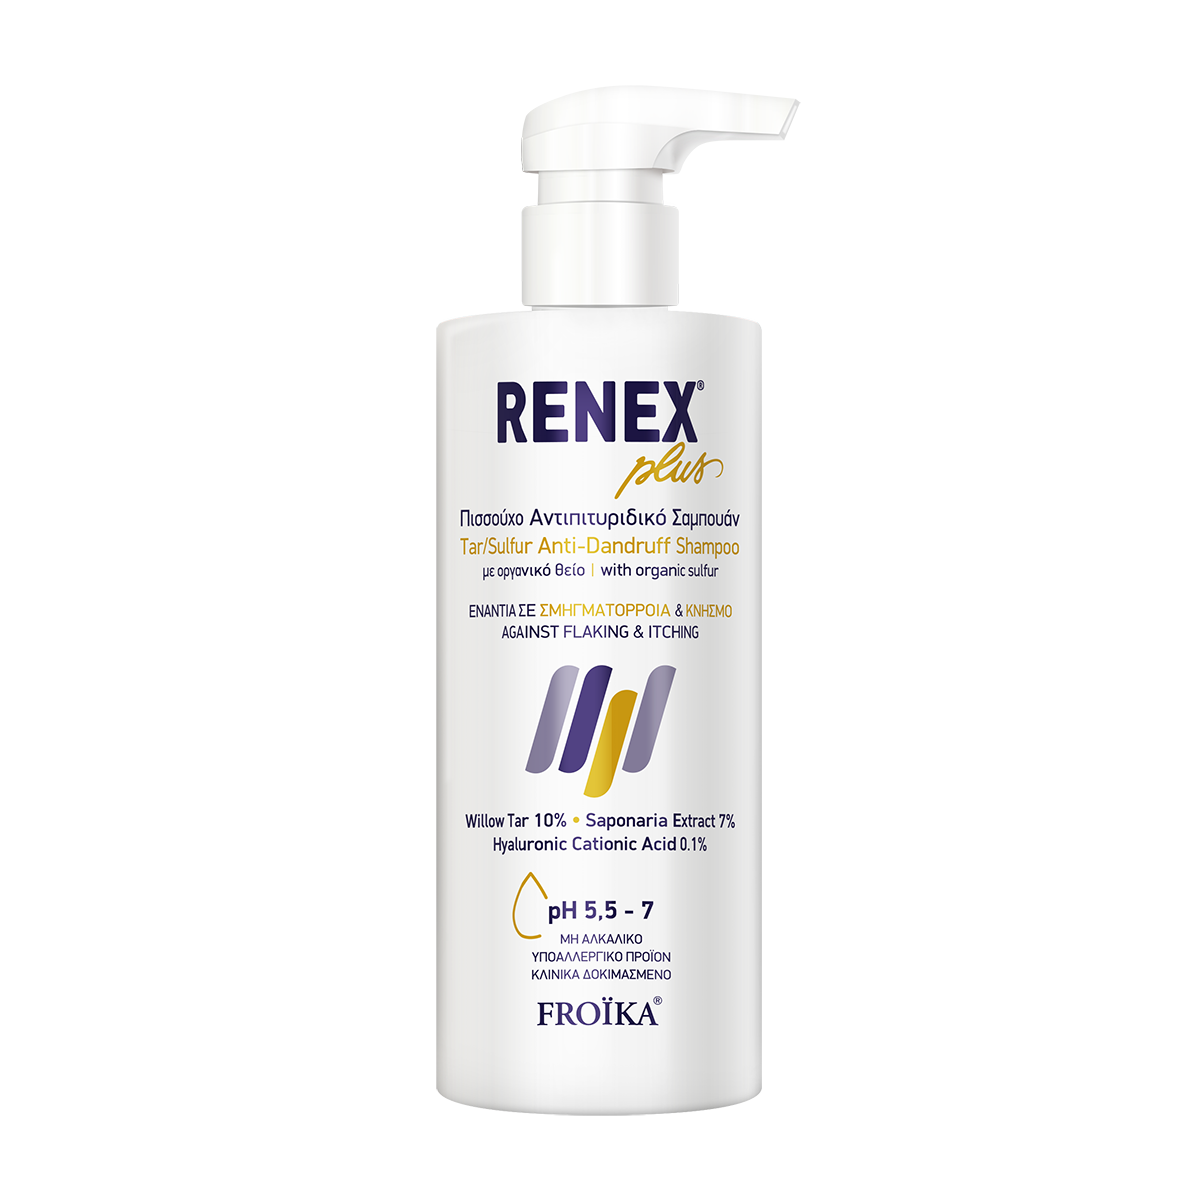 RENEX®
plus
Πισσούχο Αντιπιτυριδικό Σαμπουάν
Tar/Sulfur Anti-Dandruff Shampoo
με οργανικό θείο | with organic sulfur
ΕΝΑΝΤΙΑ ΣΕ ΣΜΗΓΜΑΤΟΡΡΟΙΑ & ΚΝΗΣΜΟ
AGAINST FLAKING & ITCHING
Willow Tar 10% • Saponaria Extract 7%
Hyaluronic Cationic Acid 0.1%
pH 5,5 - 7
ΜΗ ΑΛΚΑΛΙΚΟ
ΥΠΟΑΛΛΕΡΓΙΚΟ ΠΡΟΪΟΝ
ΚΛΙΝΙΚΑ ΔΟΚΙΜΑΣΜΕΝΟ
FROÏKA®